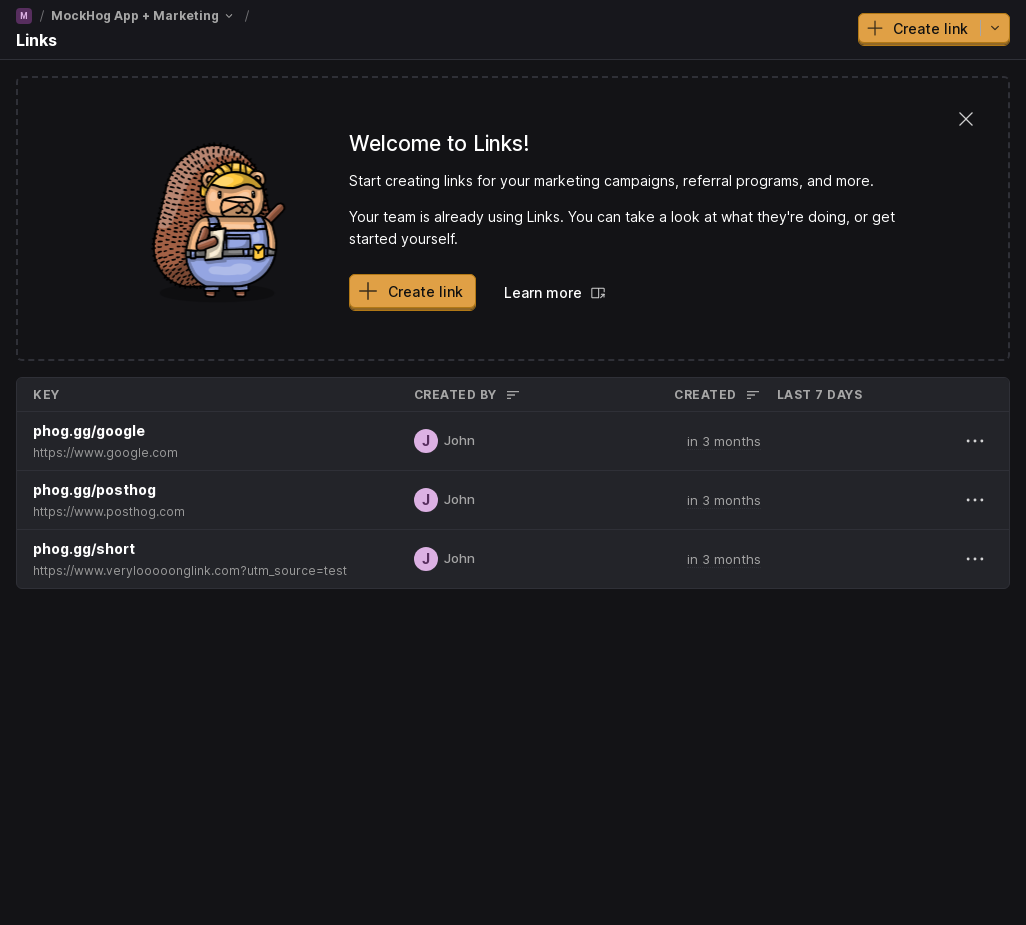 M / MockHog App + Marketing /
Links
Create link
Welcome to Links!
Start creating links for your marketing campaigns, referral programs, and more.
Your team is already using Links. You can take a look at what they're doing, or get
started yourself.
Create link
Learn more
KEY CREATED BY CREATED LAST 7 DAYS
phog.gg/google
https://www.google.com
J John
in 3 months
phog.gg/posthog
https://www.posthog.com
J John
in 3 months
phog.gg/short
https://www.verylooooonglink.com?utm_source=test
J John
in 3 months